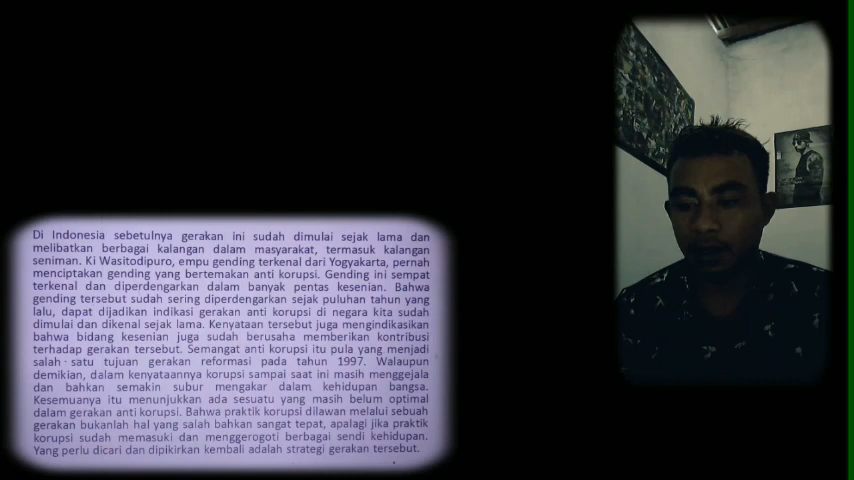 Di Indonesia sebetulnya gerakan ini sudah dimulai sejak lama dan
melibatkan berbagai kalangan dalam masyarakat, termasuk kalangan
seniman. Ki Wasitodipuro, empu gending terkenal dari Yogyakarta, pernah
menciptakan gending yang bertemakan anti korupsi. Gending ini sempat
terkenal dan diperdengarkan dalam banyak pentas kesenian. Bahwa
gending tersebut sudah sering diperdengarkan sejak puluhan tahun yang
lalu, dapat dijadikan indikasi gerakan anti korupsi di negara kita sudah
dimulai dan dikenal sejak lama. Kenyataan tersebut juga mengindikasikan
bahwa bidang kesenian juga sudah berusaha memberikan kontribusi
terhadap gerakan tersebut. Semangat anti korupsi itu pula yang menjadi
salah satu tujuan gerakan reformasi pada tahun 1997. Walaupun
demikian, dalam kenyataannya korupsi sampai saat ini masih menggejala
dan bahkan semakin subur mengakar dalam kehidupan bangsa.
Kesemuanya itu menunjukkan ada sesuatu yang masih belum optimal
dalam gerakan anti korupsi. Bahwa praktik korupsi dilawan melalui sebuah
gerakan bukanlah hal yang salah bahkan sangat tepat, apalagi jika praktik
korupsi sudah memasuki dan menggerogoti berbagai sendi kehidupan.
Yang perlu dicari dan dipikirkan kembali adalah strategi gerakan tersebut.